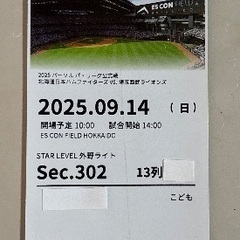 ES CON FIELD
2025 パーソル パ・リーグ公式戦
北海道日本ハムファイターズ VS. 埼玉西武ライオンズ
2025.09.14 (日)
開場予定 10:00 試合開始 14:00
ES CON FIELD HOKKAIDO
STAR LEVEL 外野ライト
Sec.302 13列
こども